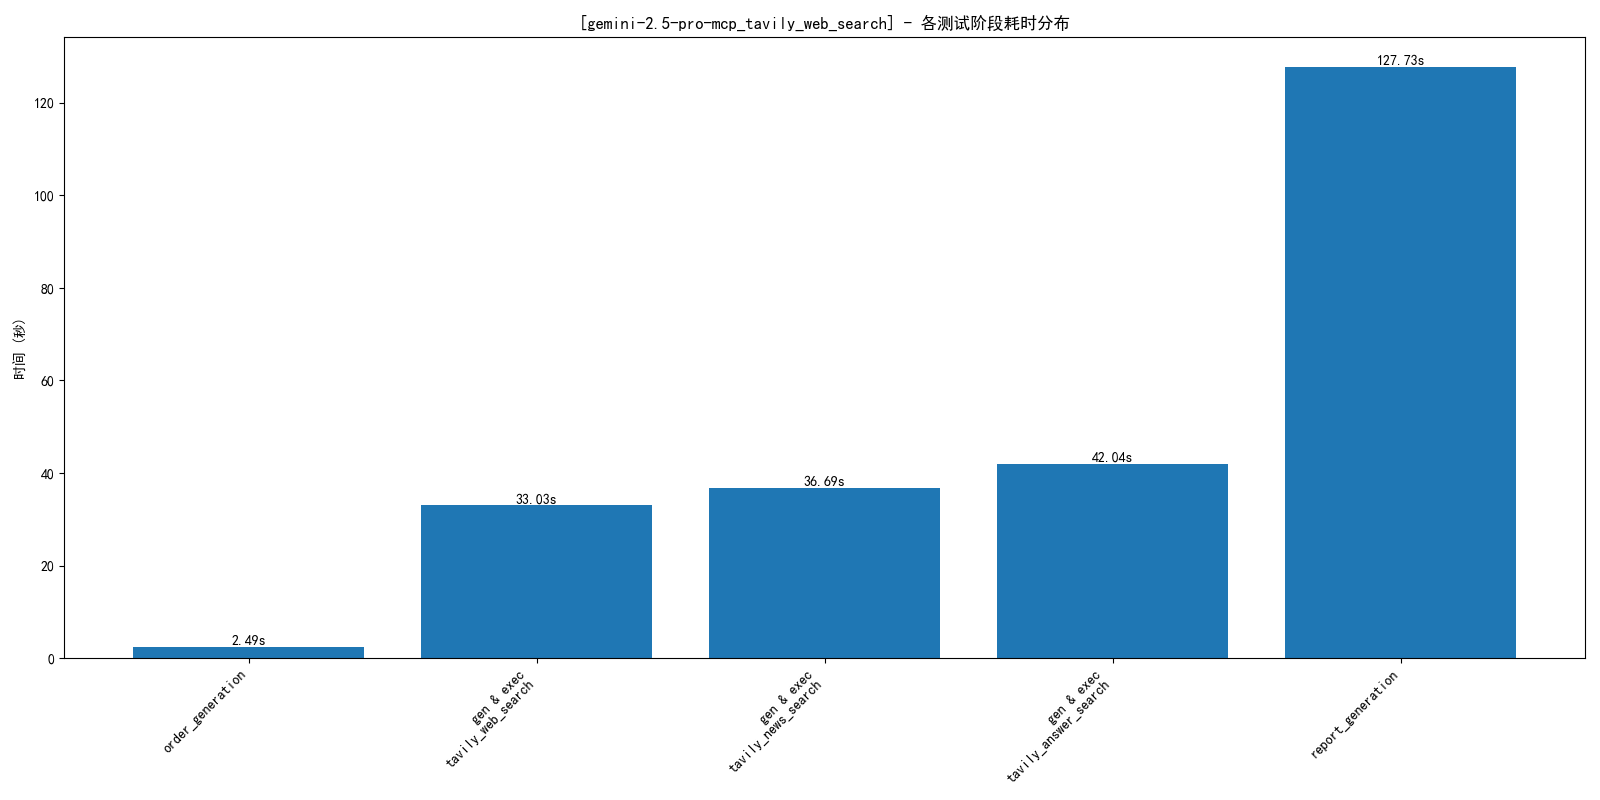 [gemini-2.5-pro-mcp_tavily_web_search] - 各测试阶段耗时分布
时间 (秒)
120
100
80
60
40
20
0
2.49s
33.03s
36.69s
42.04s
127.73s
order_generation
gen & exec
tavily_web_search
gen & exec
tavily_news_search
gen & exec
tavily_answer_search
report_generation